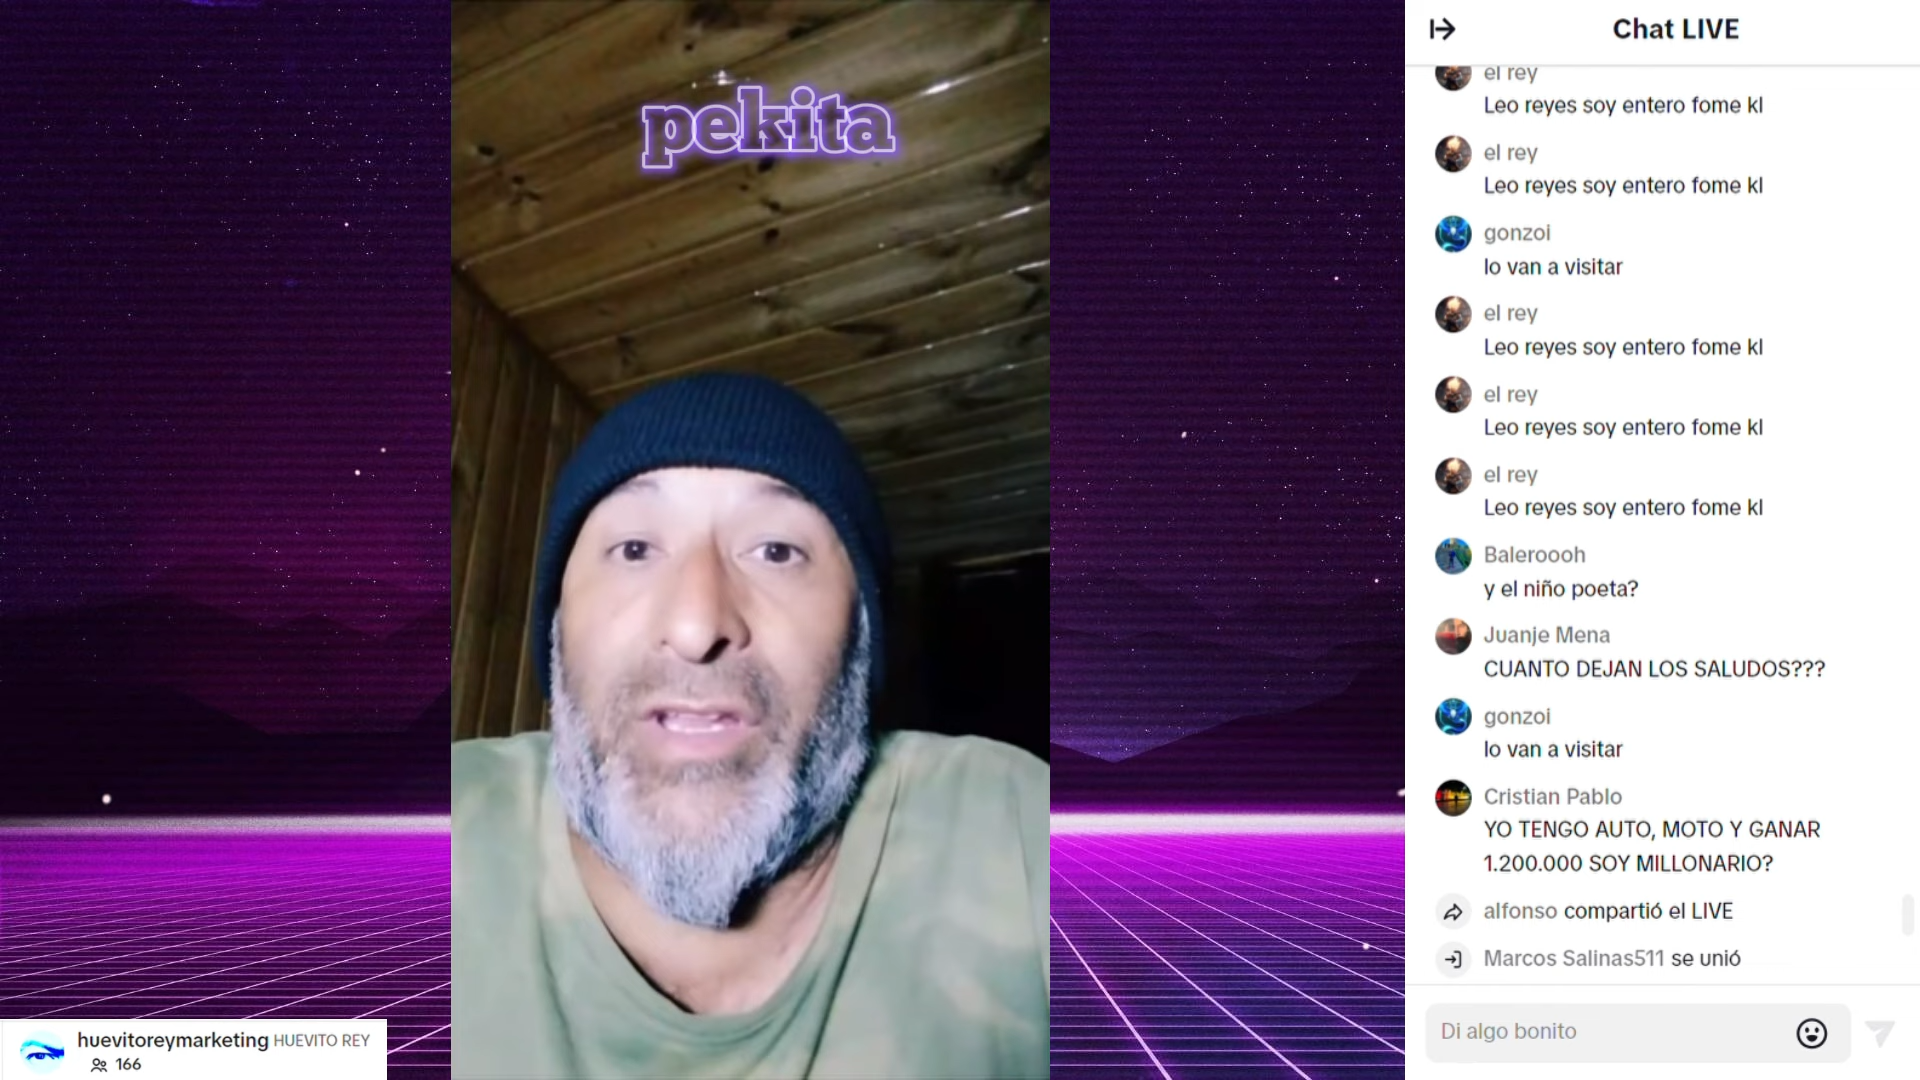 pekita
Chat LIVE
el rey
Leo reyes soy entero fome kl
el rey
Leo reyes soy entero fome kl
gonzoi
lo van a visitar
el rey
Leo reyes soy entero fome kl
el rey
Leo reyes soy entero fome kl
el rey
Leo reyes soy entero fome kl
Baleroooh
y el niño poeta?
Juanje Mena
CUANTO DEJAN LOS SALUDOS???
gonzoi
lo van a visitar
Cristian Pablo
YO TENGO AUTO, MOTO Y GANAR
1.200.000 SOY MILLONARIO?
alfonso compartió el LIVE
Marcos Salinas511 se unió
Di algo bonito
huevitoreymarketing HUEVITO REY
166